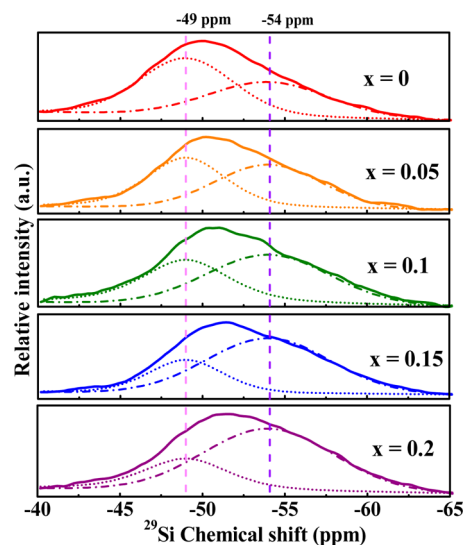 -49 ppm -54 ppm
x = 0
x = 0.05
x = 0.1
x = 0.15
x = 0.2
Relative intensity (a.u.)
-40 -45 -50 -55 -60 -65
²⁹Si Chemical shift (ppm)